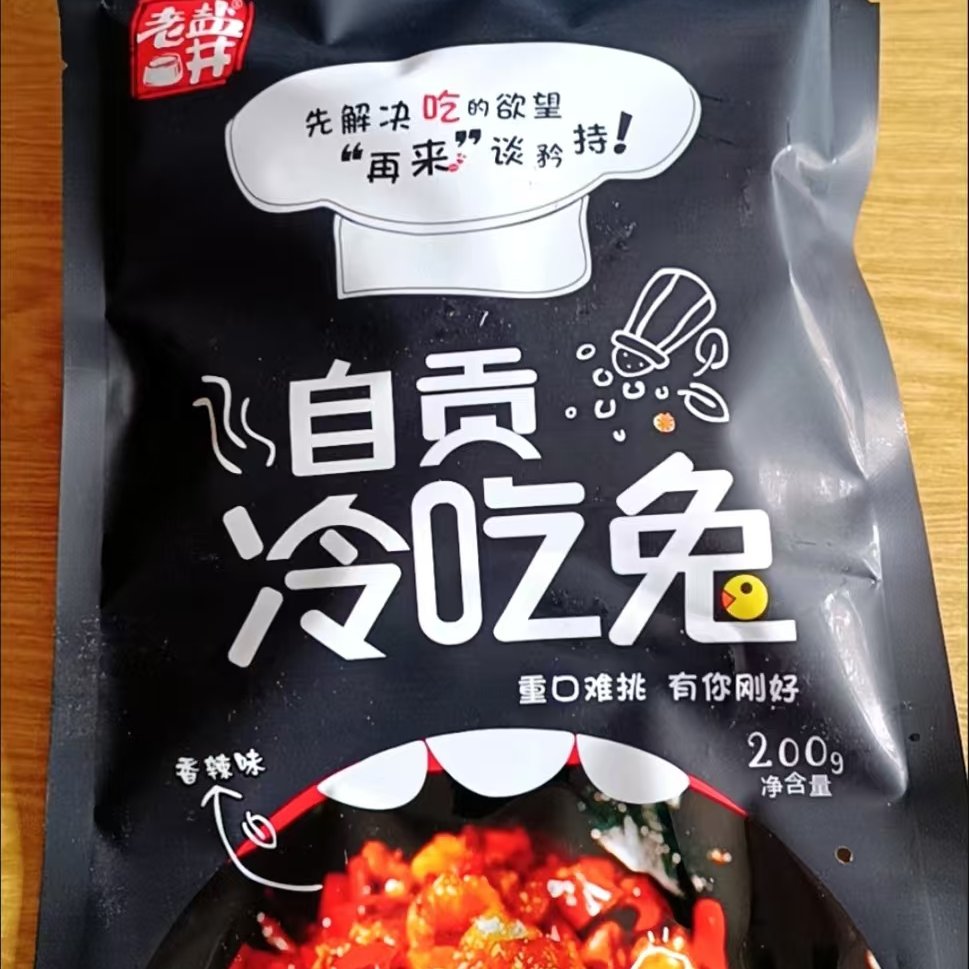 老盐井®
先解决吃的欲望
“再来”谈矜持！
自贡
冷吃兔
重口难挑 有你刚好
200g
净含量
香辣味